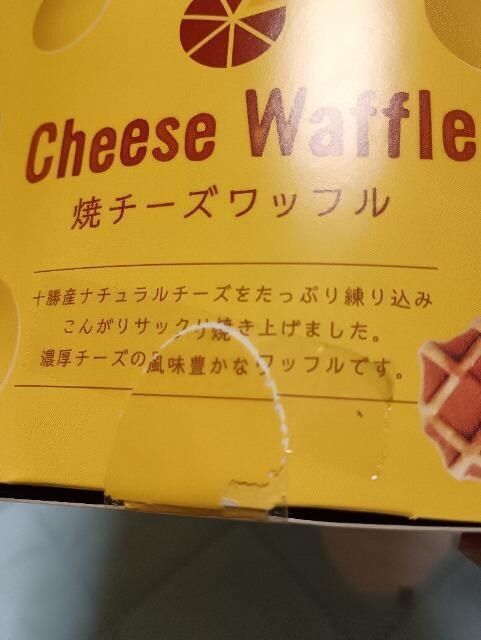 Cheese Waffle
焼チーズワッフル
十勝産ナチュラルチーズをたっぷり練り込み
こんがりサックリ焼き上げました。
濃厚チーズの風味豊かなワッフルです。